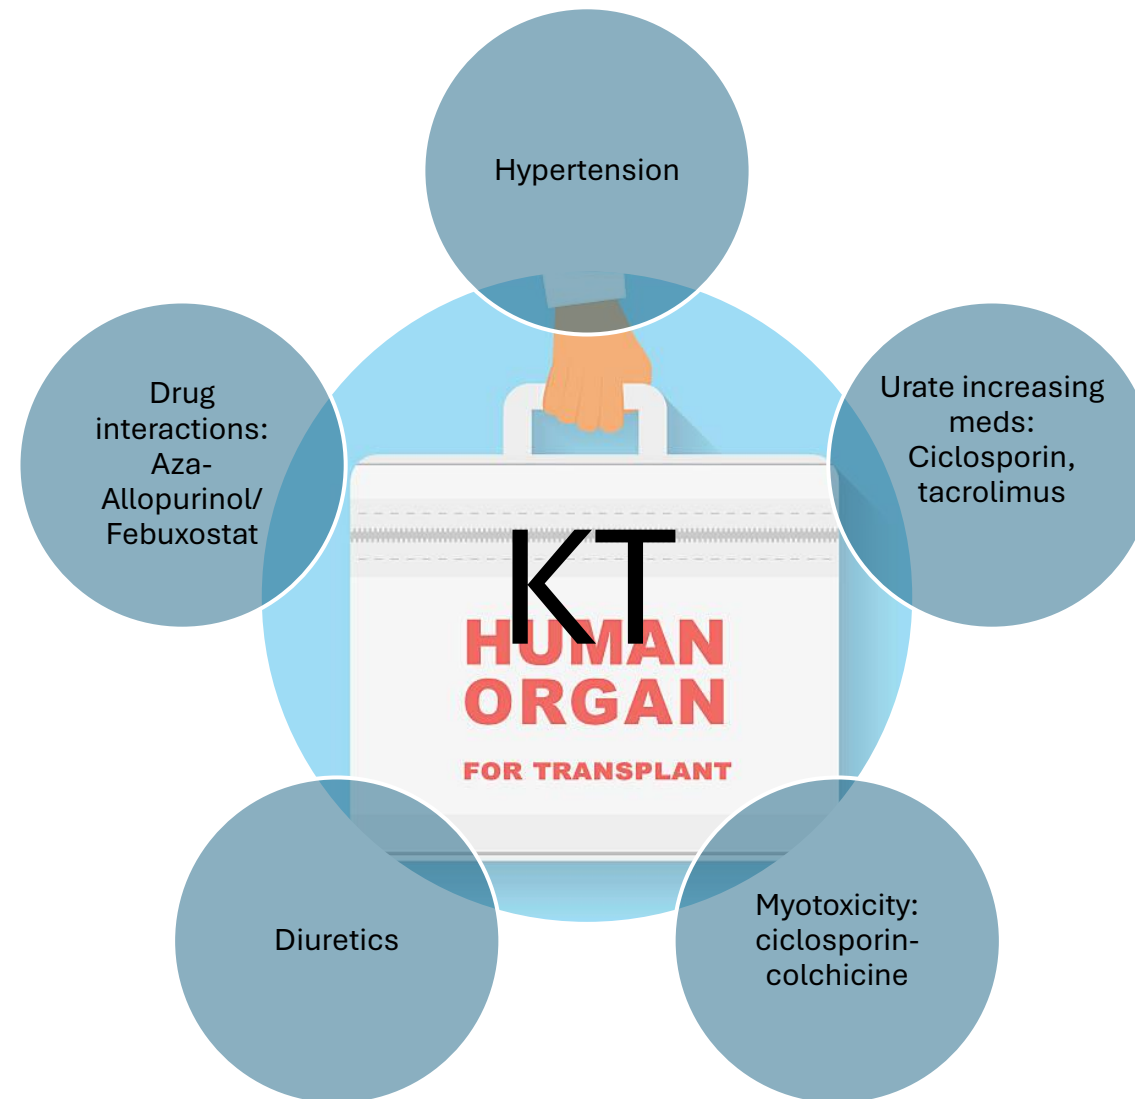 Hypertension
Urate increasing
meds:
Ciclosporin,
tacrolimus
Myotoxicity:
ciclosporin-
colchicine
Diuretics
Drug
interactions:
Aza-
Allopurinol/
Febuxostat
KT
HUMAN
ORGAN
FOR TRANSPLANT